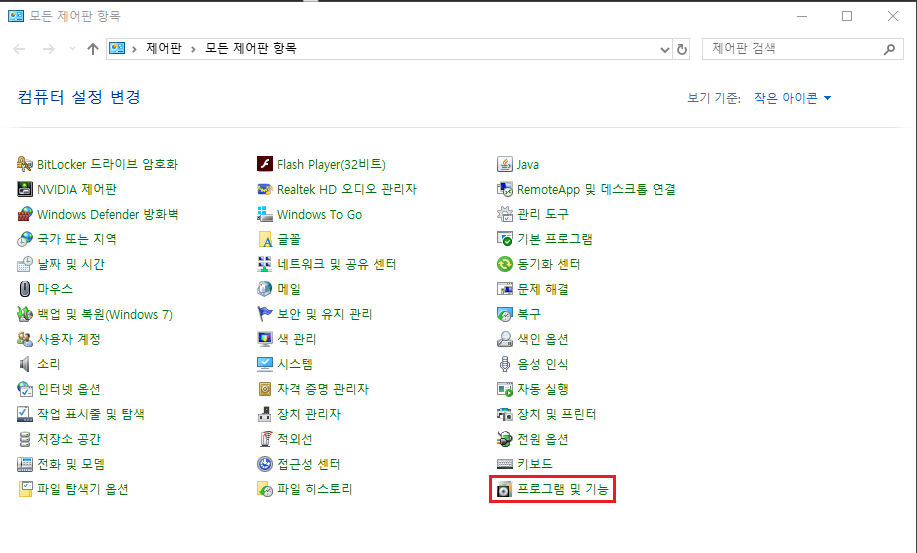 모든 제어판 항목
제어판 > 모든 제어판 항목
제어판 검색
컴퓨터 설정 변경
보기 기준: 작은 아이콘
BitLocker 드라이브 암호화
Flash Player(32비트)
Java
NVIDIA 제어판
Realtek HD 오디오 관리자
RemoteApp 및 데스크톱 연결
Windows Defender 방화벽
Windows To Go
관리 도구
국가 또는 지역
글꼴
기본 프로그램
날짜 및 시간
네트워크 및 공유 센터
동기화 센터
마우스
메일
문제 해결
백업 및 복원(Windows 7)
보안 및 유지 관리
복구
사용자 계정
색 관리
색인 옵션
소리
시스템
음성 인식
인터넷 옵션
자격 증명 관리자
자동 실행
작업 표시줄 및 탐색
장치 관리자
장치 및 프린터
저장소 공간
적외선
전원 옵션
전화 및 모뎀
접근성 센터
키보드
파일 탐색기 옵션
파일 히스토리
프로그램 및 기능